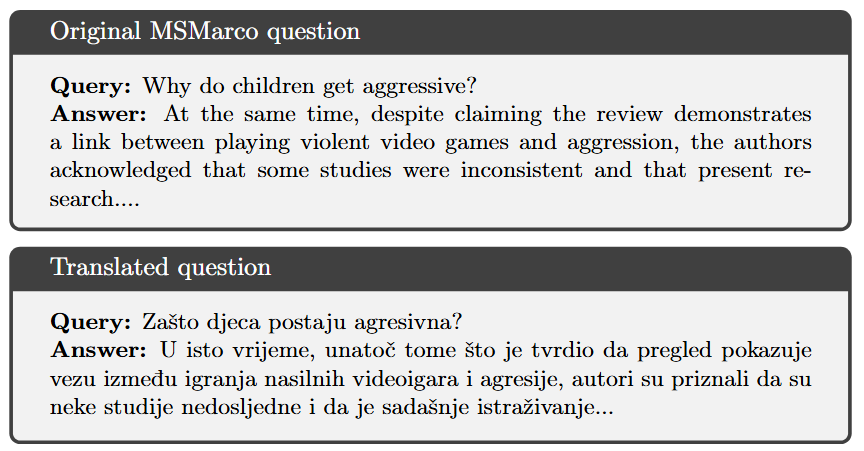 Original MSMarco question
Query: Why do children get aggressive?
Answer: At the same time, despite claiming the review demonstrates
a link between playing violent video games and aggression, the authors
acknowledged that some studies were inconsistent and that present re-
search....
Translated question
Query: Zašto djeca postaju agresivna?
Answer: U isto vrijeme, unatoč tome što je tvrdio da pregled pokazuje
vezu između igranja nasilnih videoigara i agresije, autori su priznali da su
neke studije nedosljedne i da je sadašnje istraživanje...